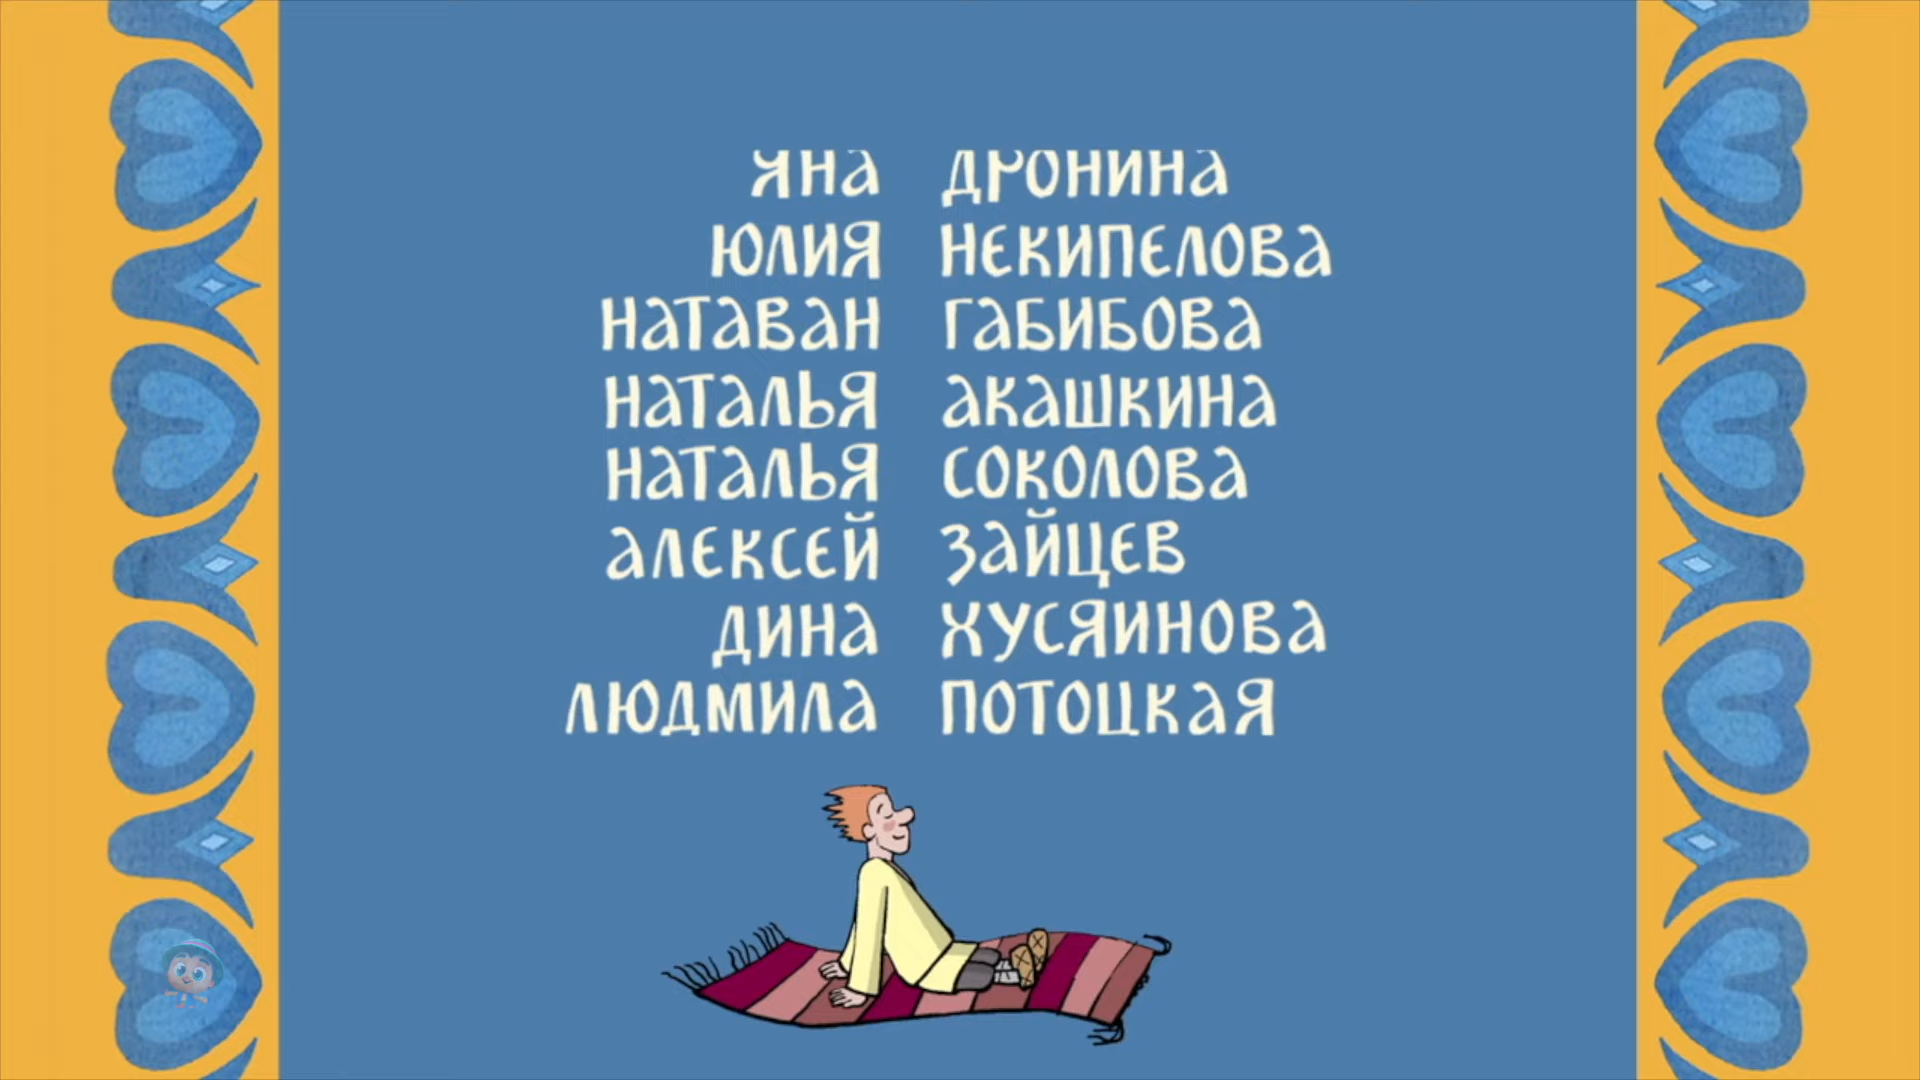 Яна Дронина
Юлия Некипелова
Натаван Габибова
Наталья Акашкина
Наталья Соколова
Алексей Зайцев
Дина Хусяинова
Людмила Потоцкая